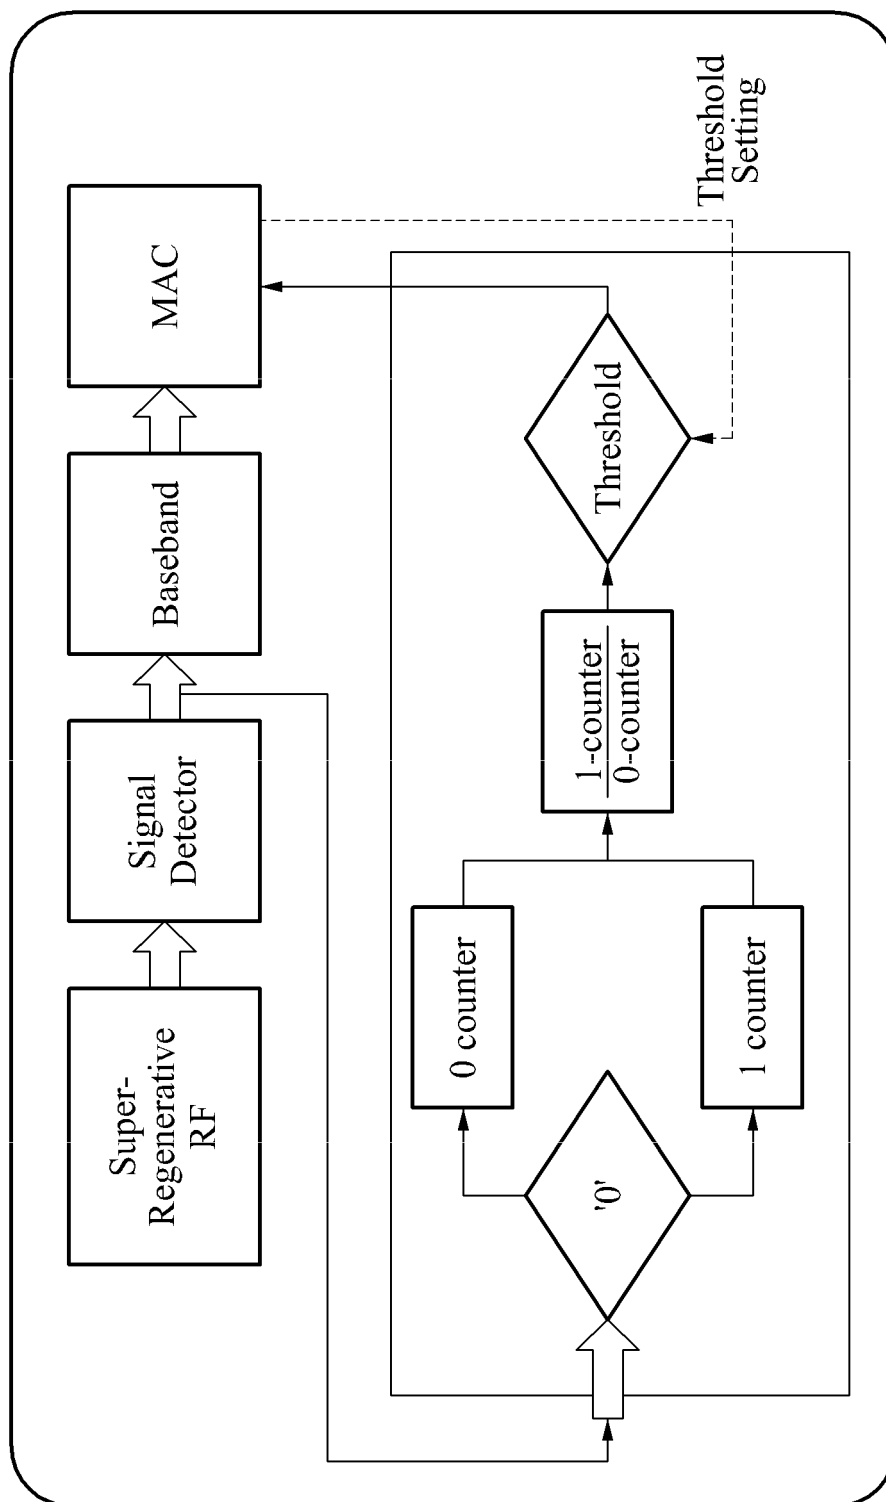 Super-
Regenerative
RF
Signal
Detector
Baseband
MAC
'0'
0 counter
1 counter
1-counter
0-counter
Threshold
Threshold
Setting